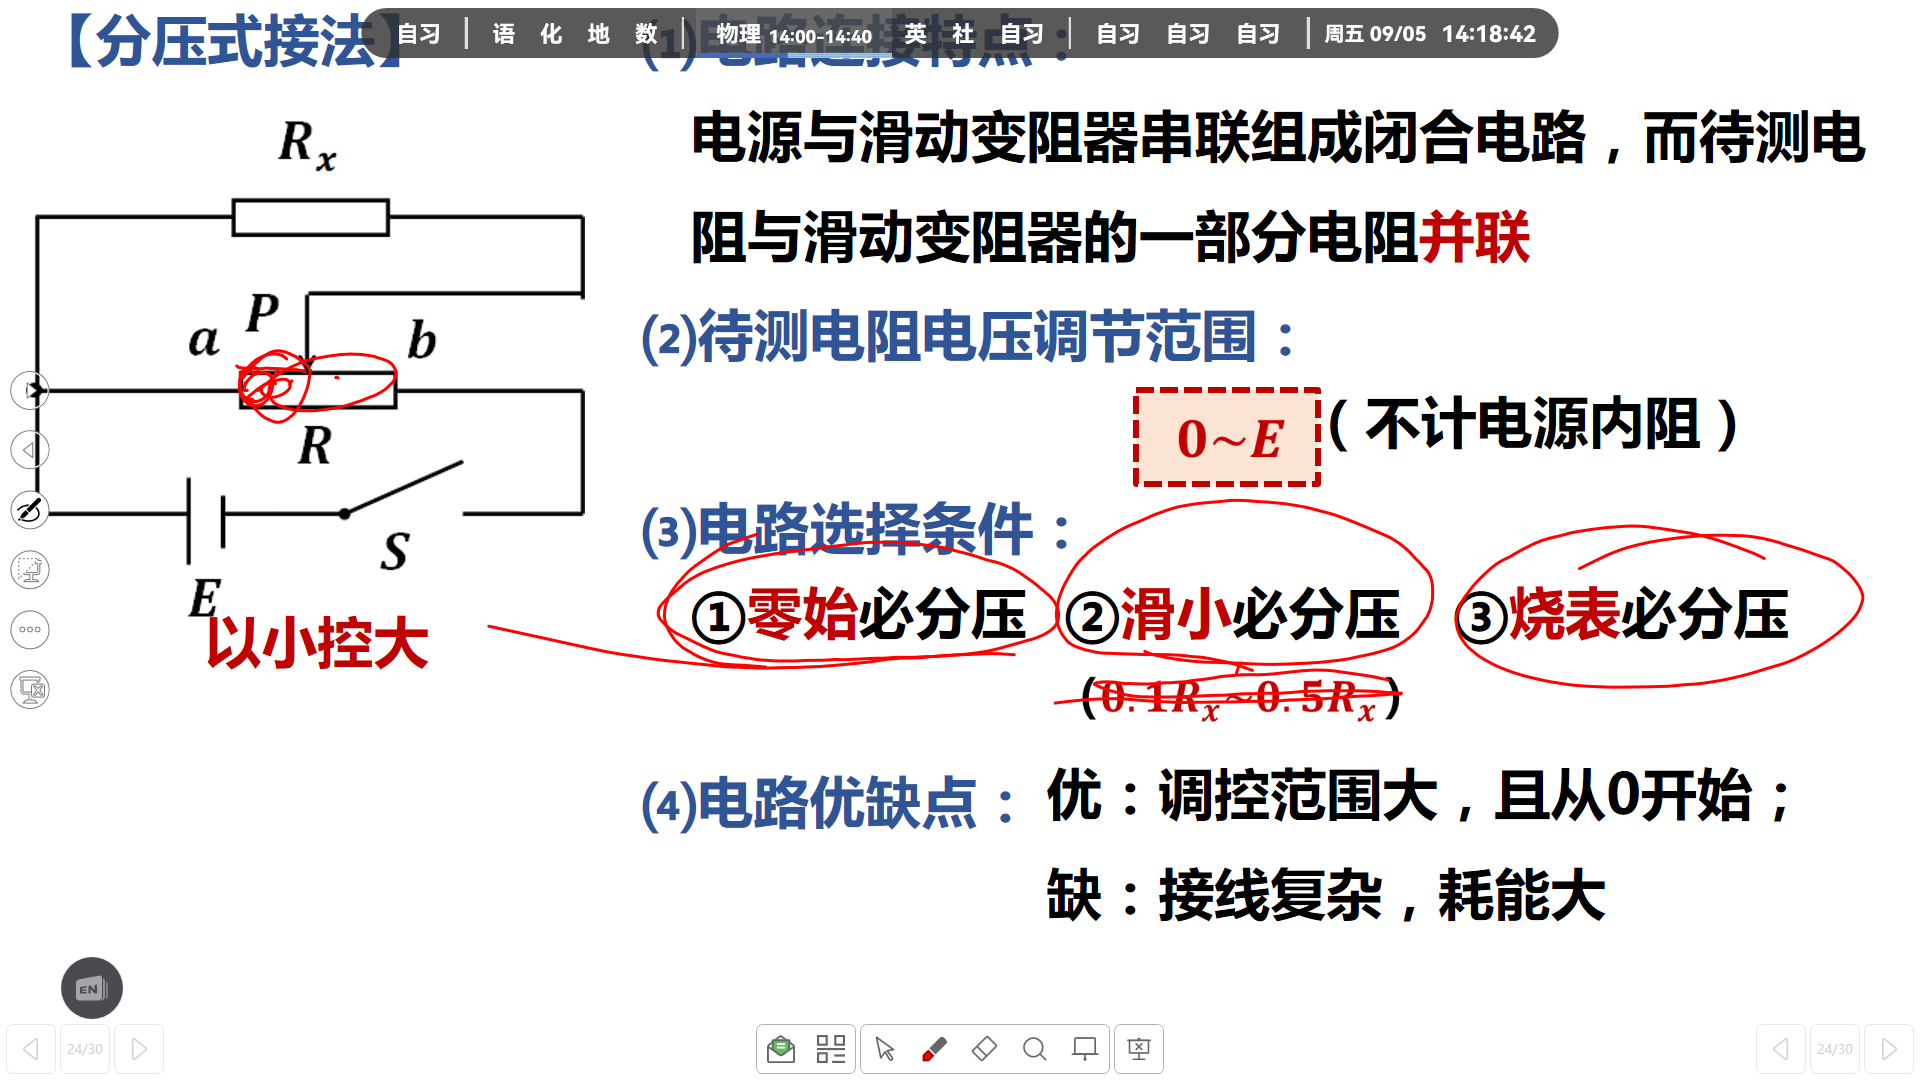 【分压式接法】
自习 语 化 地 数 物理 14:00-14:40 英 社 自习 自习 自习 自习 周五 09/05 14:18:42
(1)电路连接特点：
电源与滑动变阻器串联组成闭合电路，而待测电
阻与滑动变阻器的一部分电阻并联
(2)待测电阻电压调节范围：
0~E（不计电源内阻）
(3)电路选择条件：
①零始必分压 ②滑小必分压 ③烧表必分压
(0.1Rx~0.5Rx)
(4)电路优缺点：优：调控范围大，且从0开始；
缺：接线复杂，耗能大
Rx
P
a
b
R
S
E
以小控大
EN
24/30
24/30